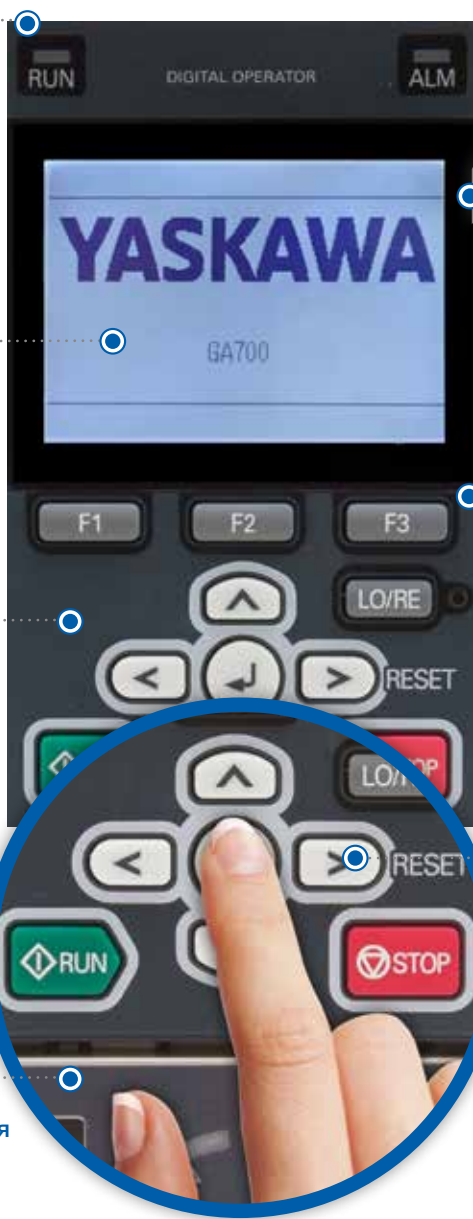 RUN DIGITAL OPERATOR ALM
YASKAWA
GA700
F1 F2 F3
LO/RE
< > RESET
< > RESET
RUN STOP
я